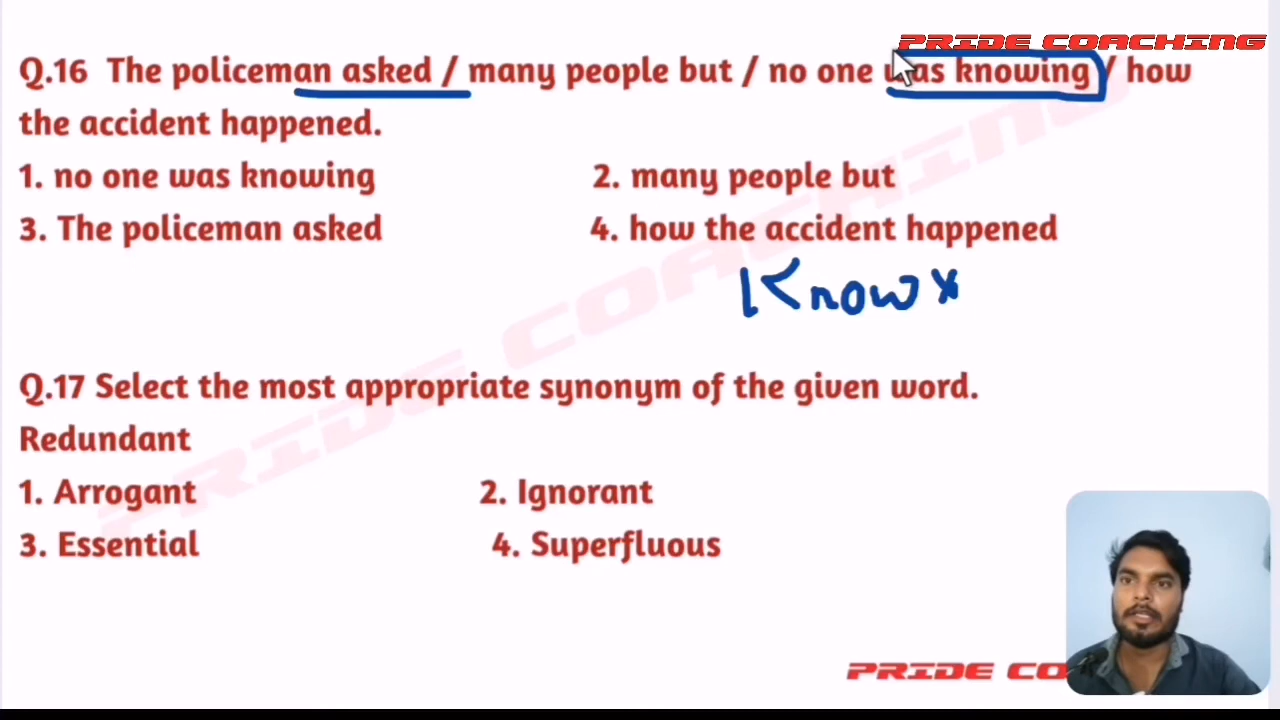 PRIDE COACHING
Q.16 The policeman asked / many people but / no one was knowing / how
the accident happened.
1. no one was knowing 2. many people but
3. The policeman asked 4. how the accident happened
Know
Q.17 Select the most appropriate synonym of the given word.
Redundant
1. Arrogant 2. Ignorant
3. Essential 4. Superfluous
PRIDE COACHING
PRIDE CO